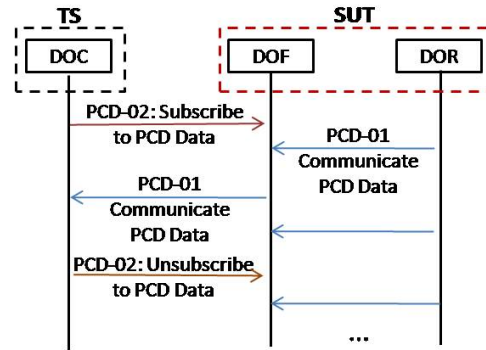 TS
SUT
DOC
DOF
DOR
PCD-02: Subscribe
to PCD Data
PCD-01
Communicate
PCD Data
PCD-01
Communicate
PCD Data
PCD-02: Unsubscribe
to PCD Data
...